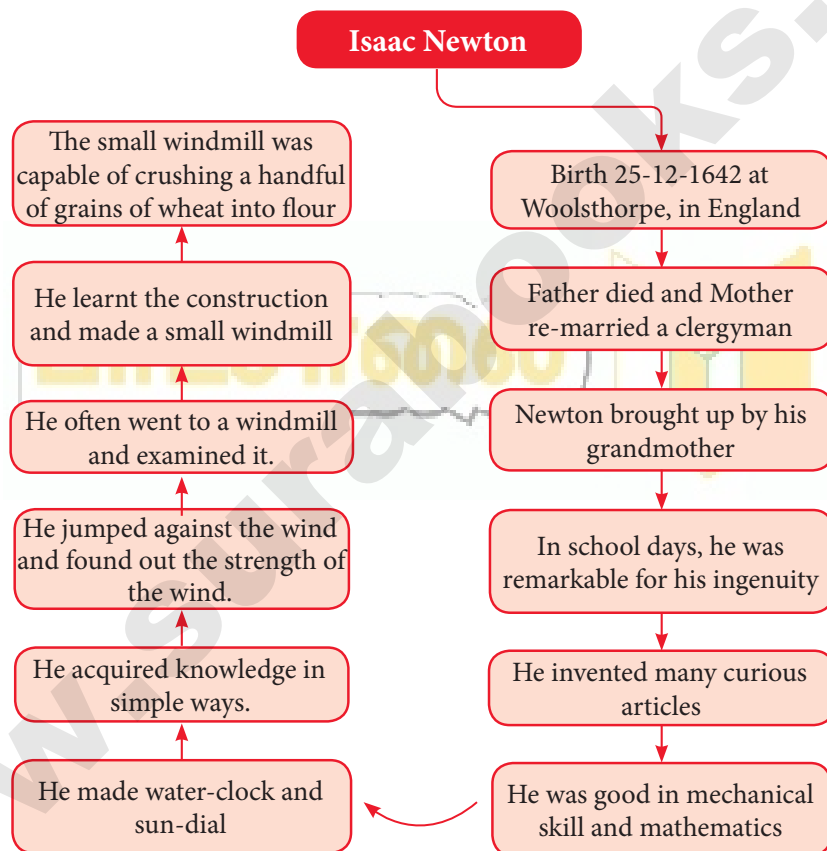 Isaac Newton
Birth 25-12-1642 at
Woolsthorpe, in England
Father died and Mother
re-married a clergyman
Newton brought up by his
grandmother
In school days, he was
remarkable for his ingenuity
He invented many curious
articles
He was good in mechanical
skill and mathematics
He made water-clock and
sun-dial
He acquired knowledge in
simple ways.
He jumped against the wind
and found out the strength of
the wind.
He often went to a windmill
and examined it.
He learnt the construction
and made a small windmill
The small windmill was
capable of crushing a handful
of grains of wheat into flour
w.surabooks.